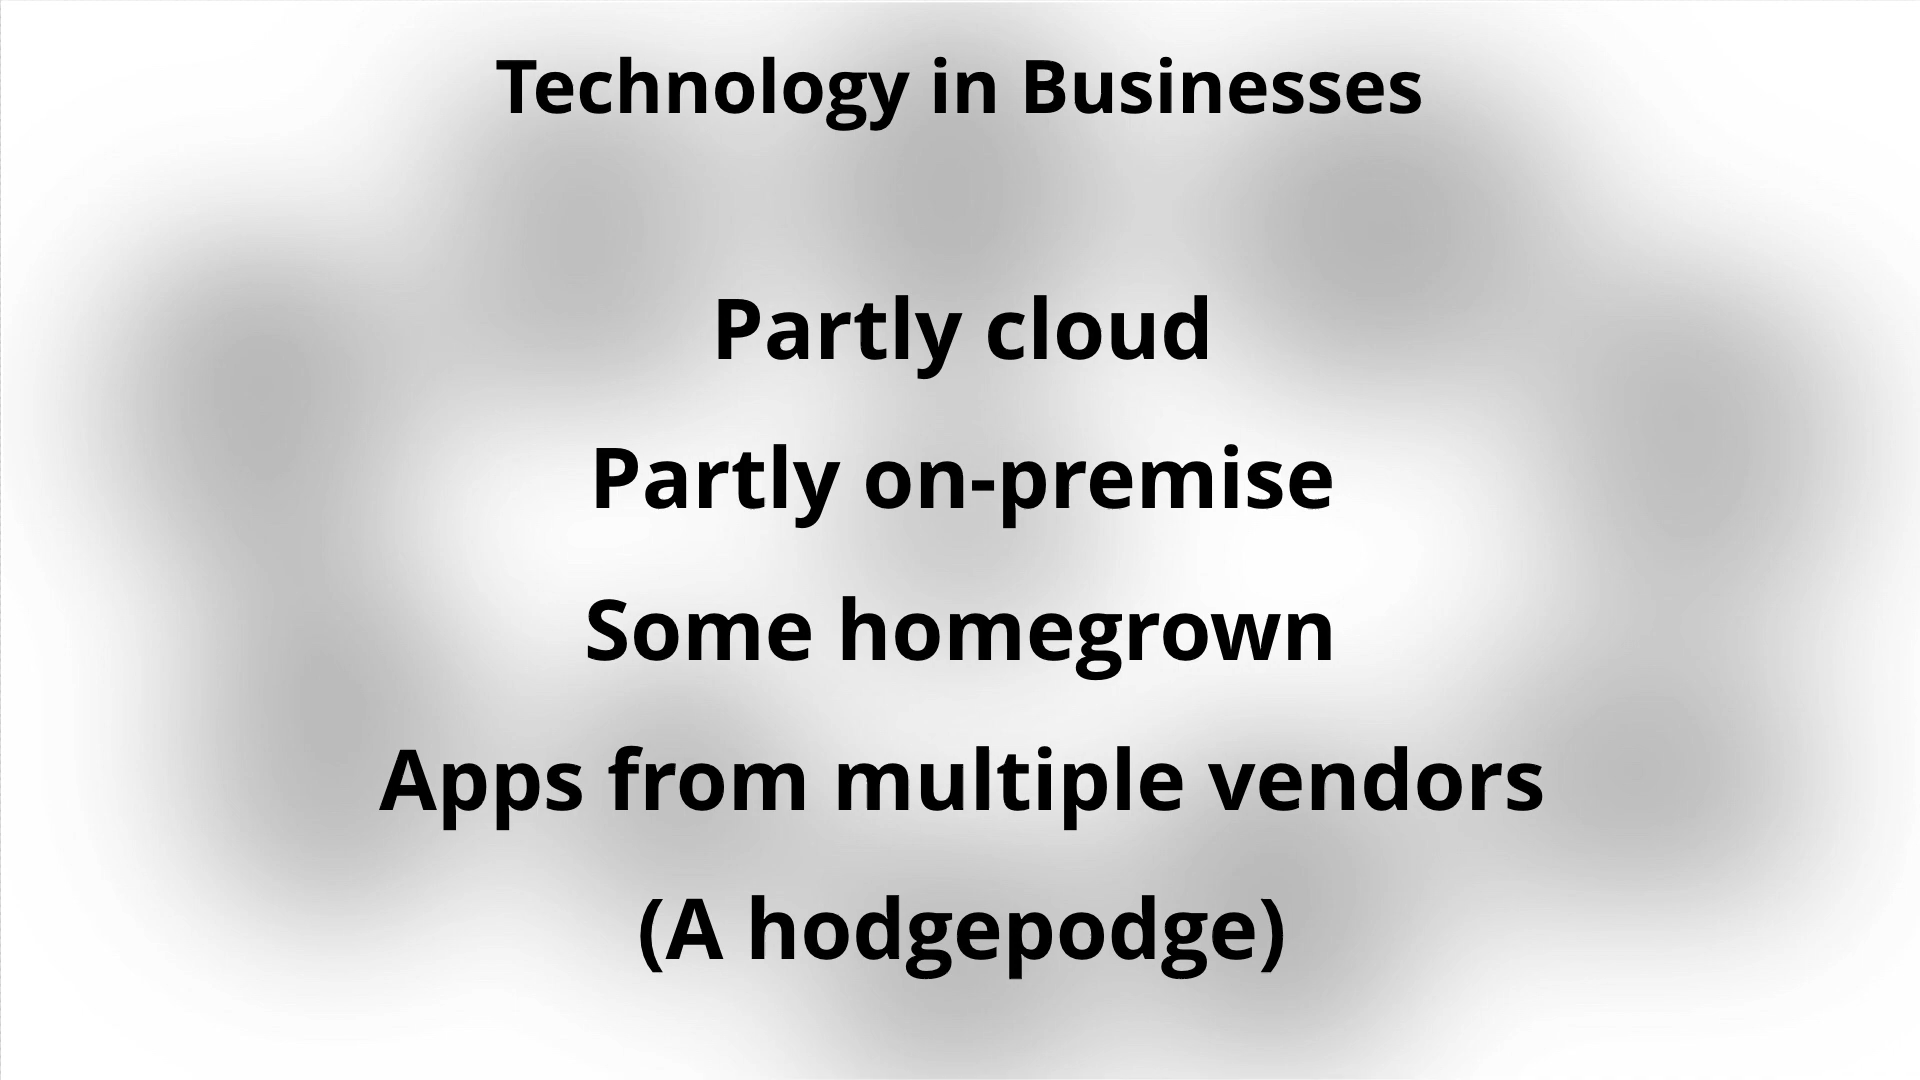 Technology in Businesses
Partly cloud
Partly on-premise
Some homegrown
Apps from multiple vendors
(A hodgepodge)